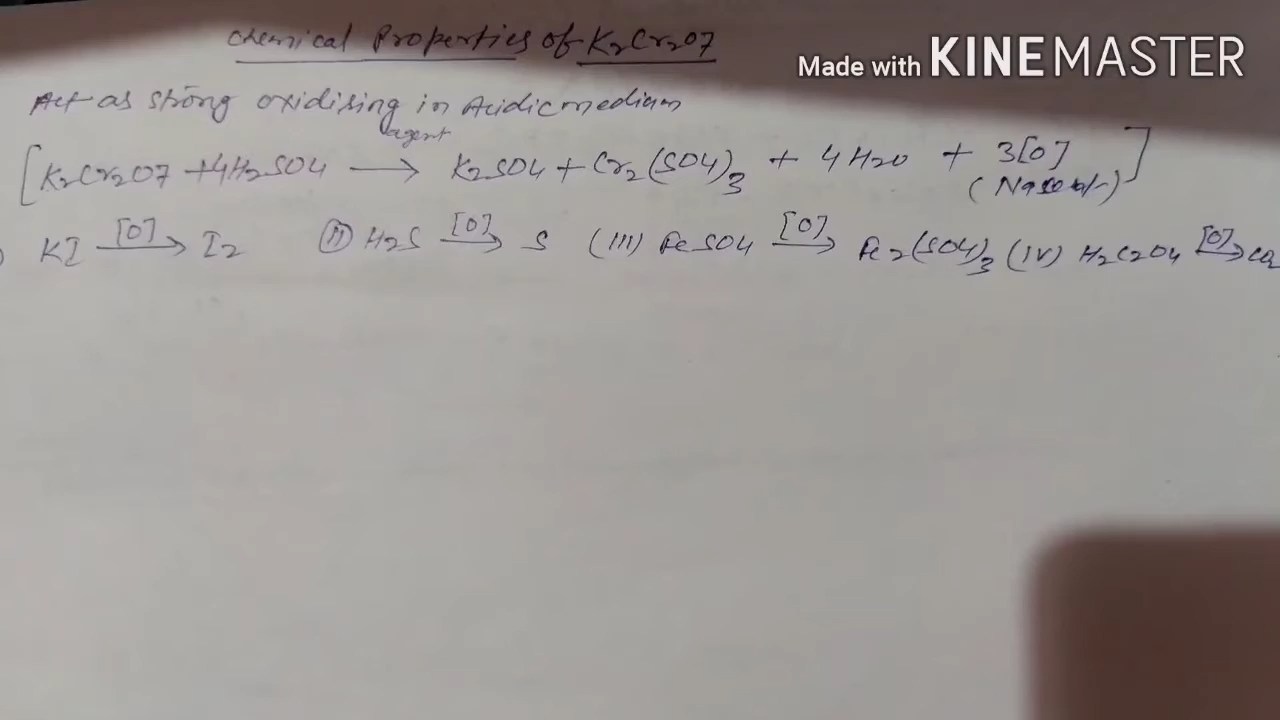 Chemical Properties of K2Cr2O7
Made with KINEMASTER
Act as strong oxidising in Acidic medium
agent
[K2Cr2O7 + 4H2SO4 → K2SO4 + Cr2(SO4)3 + 4H2O + 3[O]]
) KI [O]→ I2 (II) H2S [O]→ S (III) FeSO4 [O]→ Fe2(SO4)3 (IV) H2C2O4 [O]→ CO2